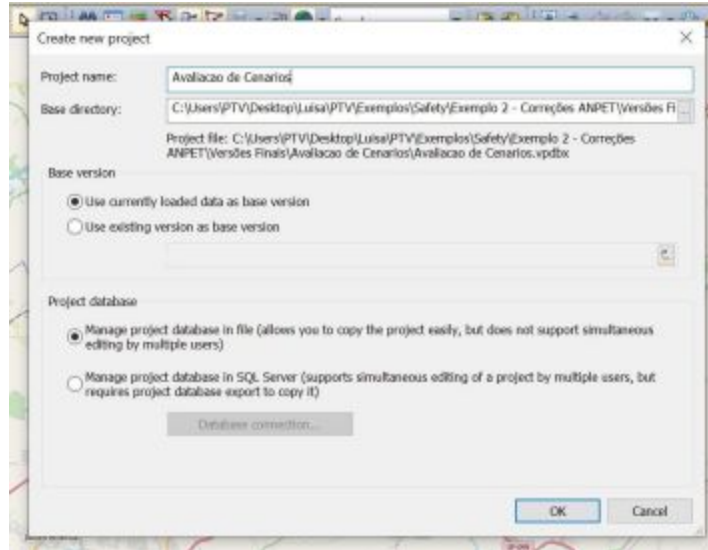 Create new project
Project name:
Avaliacao de Cenarios
Base directory:
C:\Users\PTV\Desktop\Luisa\PTV\Exemplos\Safety\Exemplo 2 - Correções ANPET\Versões Fi
Project file: C:\Users\PTV\Desktop\Luisa\PTV\Exemplos\Safety\Exemplo 2 - Correções
ANPET\Versões Finais\Avaliacao de Cenarios\Avaliacao de Cenarios.vpdbx
Base version
Use currently loaded data as base version
Use existing version as base version
Project database
Manage project database in file (allows you to copy the project easily, but does not support simultaneous
editing by multiple users)
Manage project database in SQL Server (supports simultaneous editing of a project by multiple users, but
requires project database export to copy it)
Database connection...
OK
Cancel